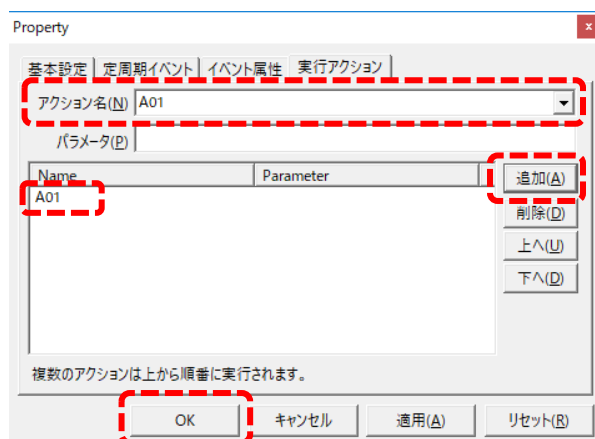 Property x
基本設定 定周期イベント イベント属性 実行アクション
アクション名(N) A01
パラメータ(P)
Name Parameter 追加(A)
A01
削除(D)
上へ(U)
下へ(D)
複数のアクションは上から順番に実行されます。
OK キャンセル 適用(A) リセット(R)